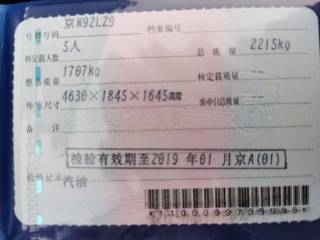 号牌号码 京N92LZ9 档案编号
核定载人数 5人 总质量 2215kg
整备质量 1707kg 核定载质量 --
外廓尺寸 4630×1845×1645 准牵引总质量 --
备注
检验有效期至2019年01月京A(01)
检验记录 汽油